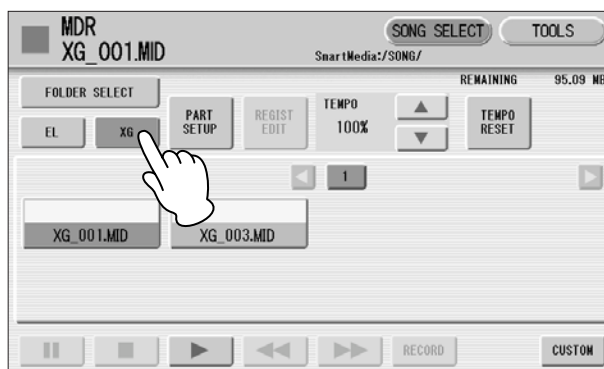 MDR
XG_001.MID
SONG SELECT
TOOLS
SmartMedia:/SONG/
REMAINING 95.09 MB
FOLDER SELECT
EL
XG
PART
SETUP
REGIST
EDIT
TEMPO
100%
TEMPO
RESET
1
XG_001.MID
XG_003.MID
RECORD
CUSTOM